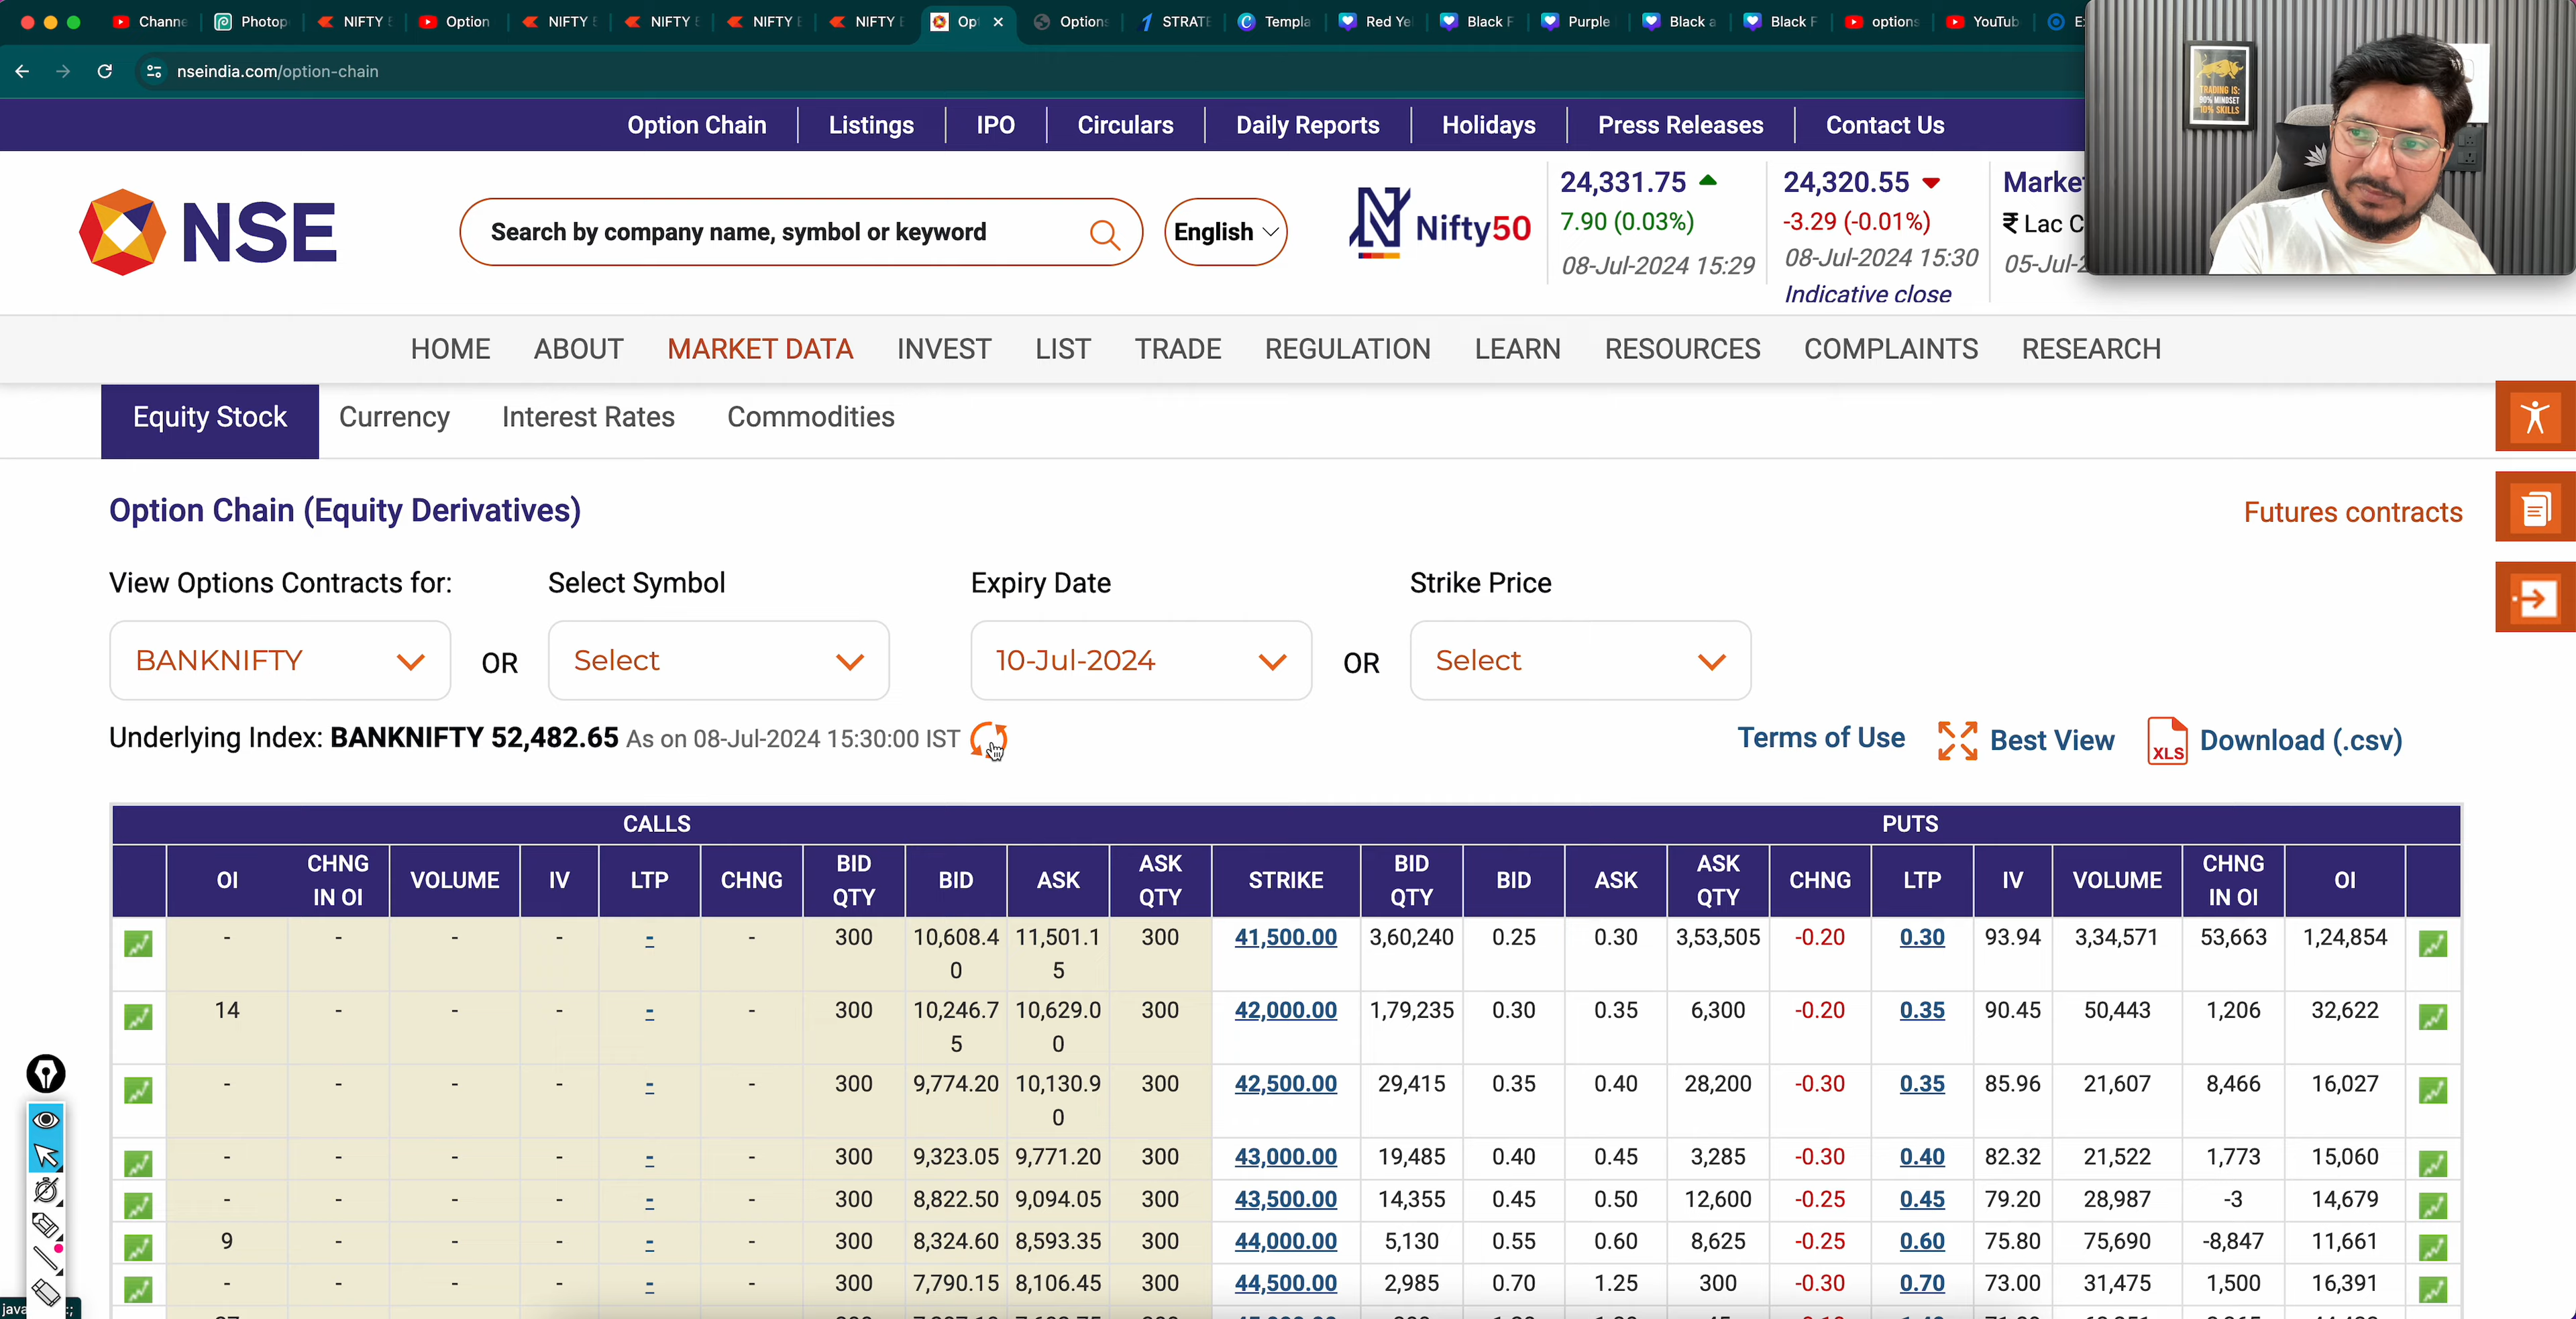 Channe
Photop
NIFTY 5
Option
NIFTY 5
NIFTY 5
NIFTY E
NIFTY E
Op
Options
STRATE
Templa
Red Ye
Black F
Purple
Black a
Black F
options
YouTub
Ex
nseindia.com/option-chain
Option Chain Listings IPO Circulars Daily Reports Holidays Press Releases Contact Us
TRADING IS:
80% MINDSET
10% SKILLS
NSE
Search by company name, symbol or keyword
English
Nifty50
24,331.75
7.90 (0.03%)
08-Jul-2024 15:29
24,320.55
-3.29 (-0.01%)
08-Jul-2024 15:30
Indicative close
Market
₹ Lac C
05-Jul-2
HOME ABOUT MARKET DATA INVEST LIST TRADE REGULATION LEARN RESOURCES COMPLAINTS RESEARCH
Equity Stock Currency Interest Rates Commodities
Option Chain (Equity Derivatives)
Futures contracts
View Options Contracts for: Select Symbol Expiry Date Strike Price
BANKNIFTY OR Select 10-Jul-2024 OR Select
Underlying Index: BANKNIFTY 52,482.65 As on 08-Jul-2024 15:30:00 IST
Terms of Use Best View XLS Download (.csv)
CALLS PUTS
OI CHNG IN OI VOLUME IV LTP CHNG BID QTY BID ASK ASK QTY STRIKE BID QTY BID ASK ASK QTY CHNG LTP IV VOLUME CHNG IN OI OI
- - - - - - 300 10,608.40 11,501.15 300 41,500.00 3,60,240 0.25 0.30 3,53,505 -0.20 0.30 93.94 3,34,571 53,663 1,24,854
14 - - - - - 300 10,246.75 10,629.00 300 42,000.00 1,79,235 0.30 0.35 6,300 -0.20 0.35 90.45 50,443 1,206 32,622
- - - - - - 300 9,774.20 10,130.90 300 42,500.00 29,415 0.35 0.40 28,200 -0.30 0.35 85.96 21,607 8,466 16,027
- - - - - - 300 9,323.05 9,771.20 300 43,000.00 19,485 0.40 0.45 3,285 -0.30 0.40 82.32 21,522 1,773 15,060
- - - - - - 300 8,822.50 9,094.05 300 43,500.00 14,355 0.45 0.50 12,600 -0.25 0.45 79.20 28,987 -3 14,679
9 - - - - - 300 8,324.60 8,593.35 300 44,000.00 5,130 0.55 0.60 8,625 -0.25 0.60 75.80 75,690 -8,847 11,661
- - - - - - 300 7,790.15 8,106.45 300 44,500.00 2,985 0.70 1.25 300 -0.30 0.70 73.00 31,475 1,500 16,391
java